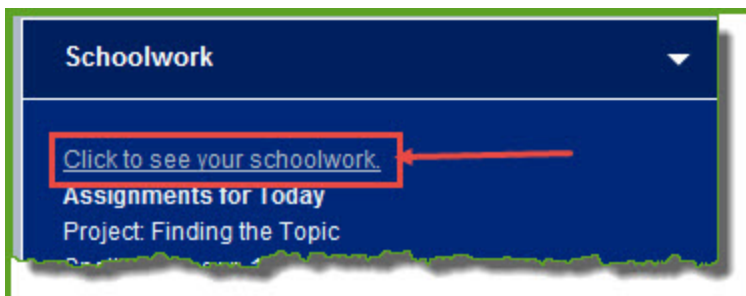 Schoolwork
Click to see your schoolwork.
Assignments for Today
Project: Finding the Topic